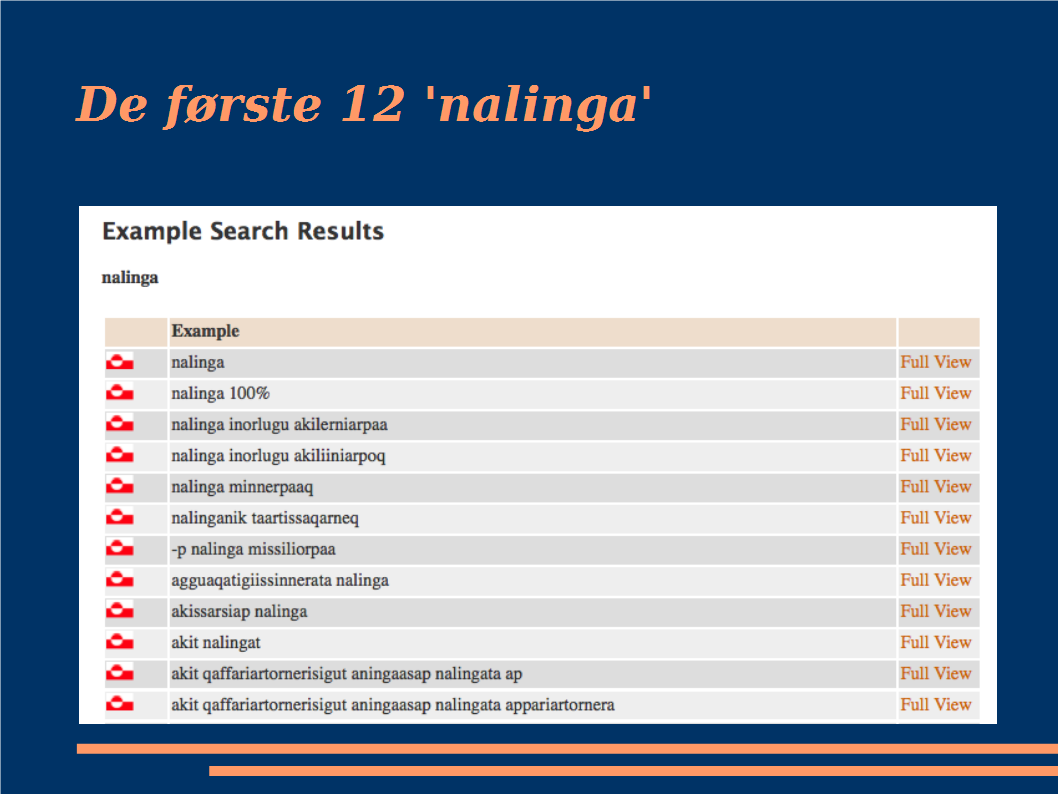 De første 12 'nalinga'
Example Search Results
nalinga
Example
nalinga Full View
nalinga 100% Full View
nalinga inorlugu akilerniarpaa Full View
nalinga inorlugu akiliiniarpoq Full View
nalinga minnerpaaq Full View
nalinganik taartissaqarneq Full View
-p nalinga missiliorpaa Full View
agguaqatigiissinnerata nalinga Full View
akissarsiap nalinga Full View
akit nalingat Full View
akit qaffariartornerisigut aningaasap nalingata ap Full View
akit qaffariartornerisigut aningaasap nalingata appariartornera Full View